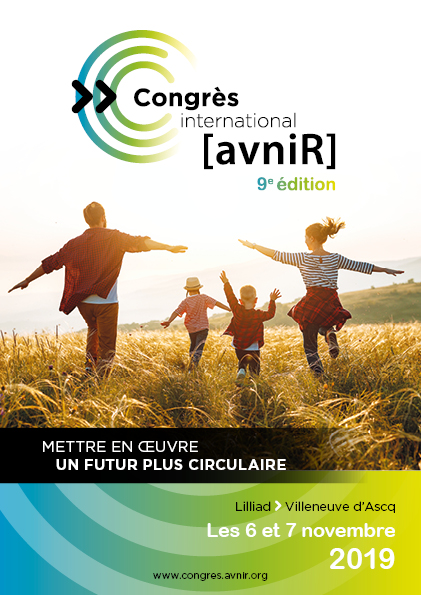 Congrès
international
[avniR]
9e édition
METTRE EN ŒUVRE
UN FUTUR PLUS CIRCULAIRE
Lilliad > Villeneuve d'Ascq
Les 6 et 7 novembre
2019
www.congres.avnir.org